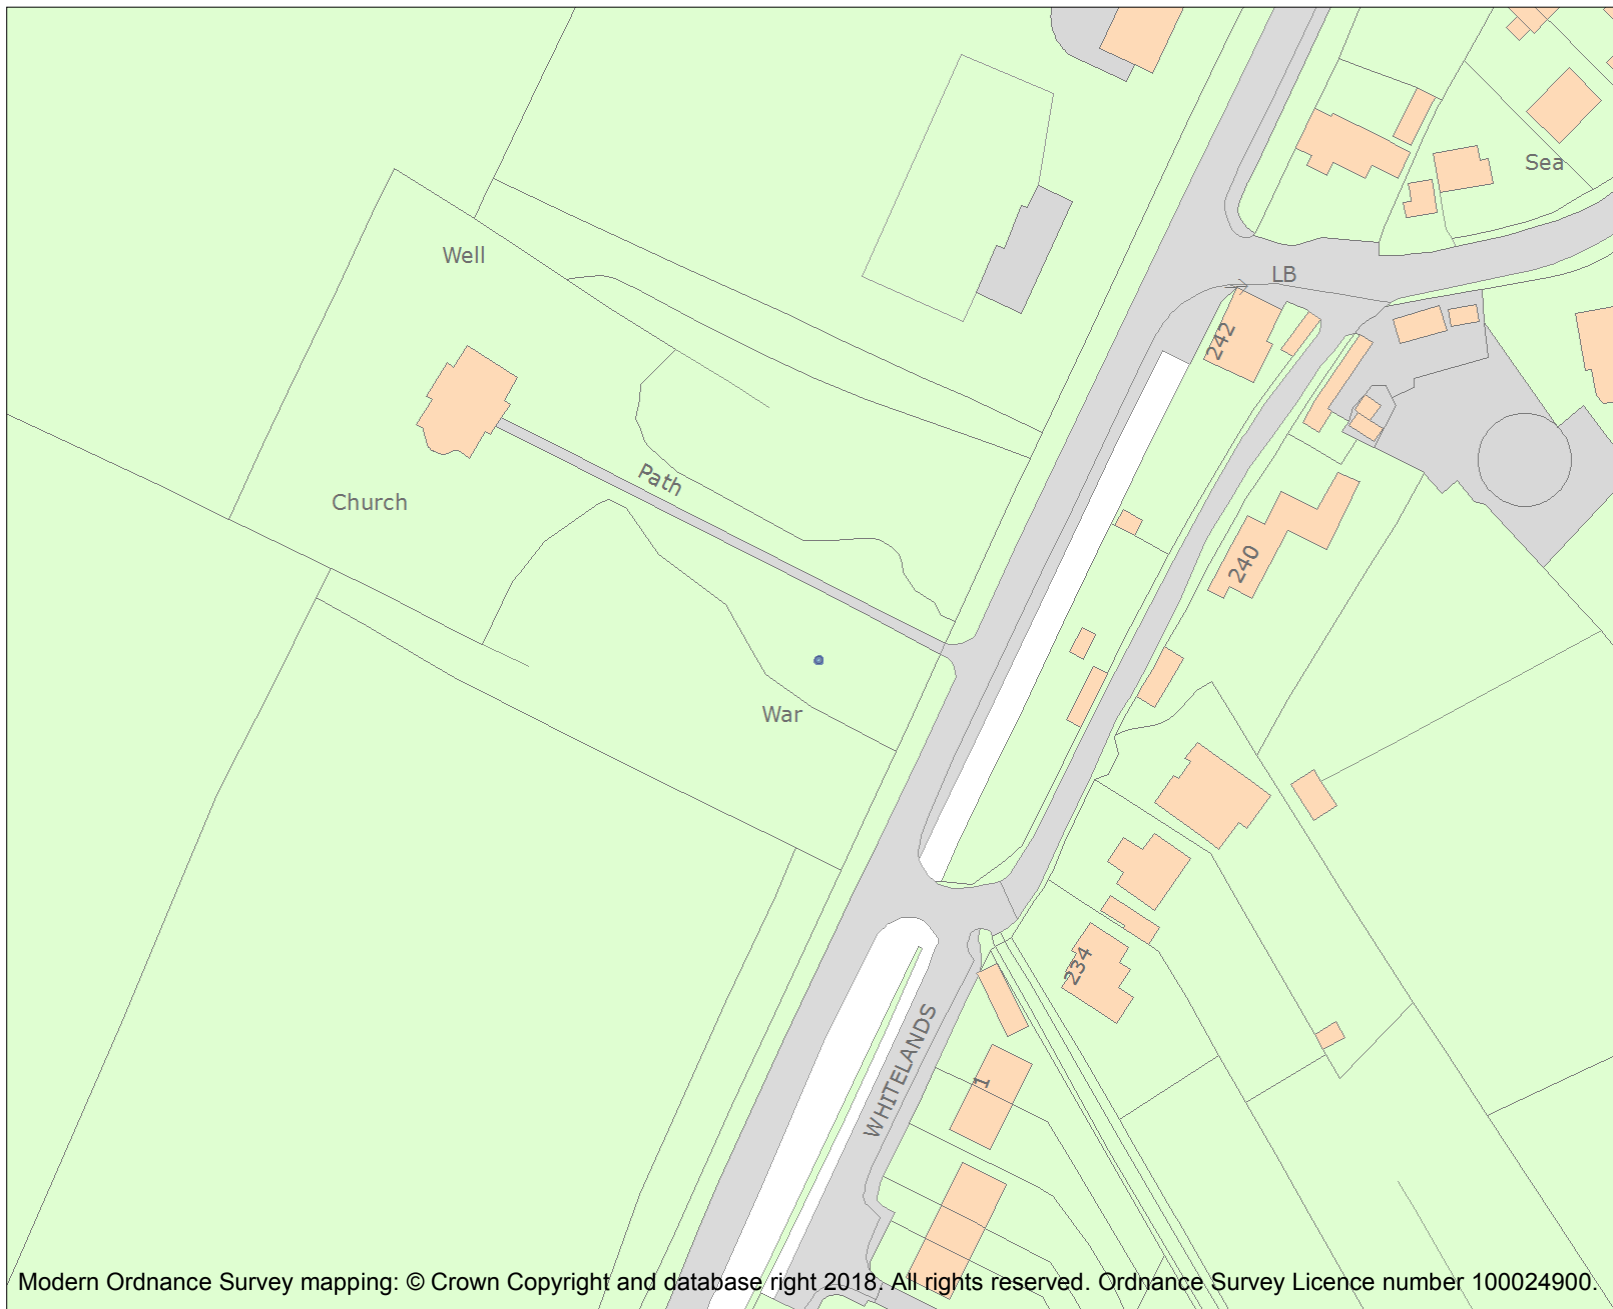 Sea
Well
LB
242
Path
Church
240
War
234
WHITELANDS
1
Modern Ordnance Survey mapping: © Crown Copyright and database right 2018. All rights reserved. Ordnance Survey Licence number 100024900.